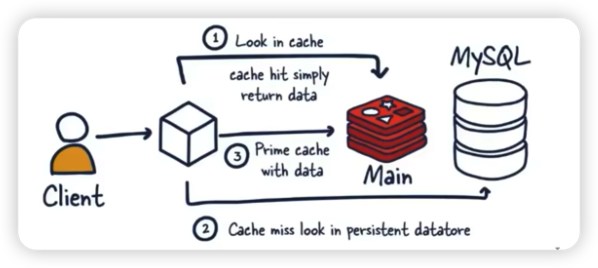 1 Look in cache
cache hit simply
return data
MySQL
3 Prime cache
with data
Main
Client
2 Cache miss look in persistent datatore